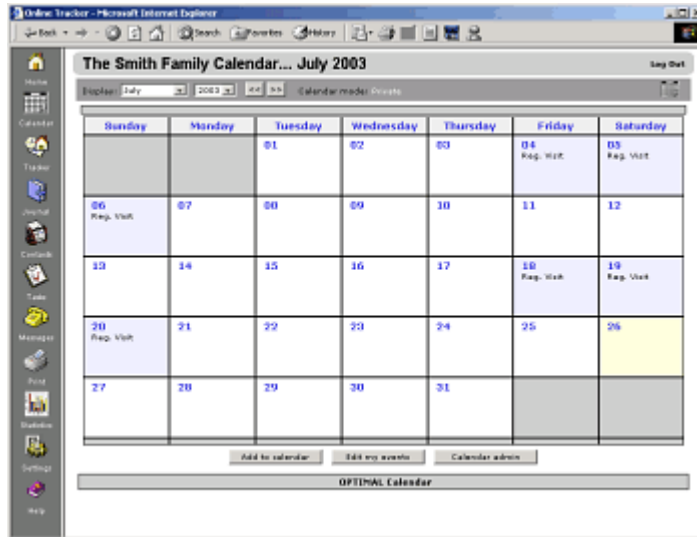 Online Tracker - Microsoft Internet Explorer
Back Search Favorites History
The Smith Family Calendar... July 2003 Log Out
Display: July 2003 << >> Calendar mode: Private
Home
Calendar
Tracker
Journal
Contacts
Tasks
Messages
Print
Statistics
Settings
Help
Sunday Monday Tuesday Wednesday Thursday Friday Saturday
01 02 03 04 05
Reg. Visit Reg. Visit
06 07 08 09 10 11 12
Reg. Visit
13 14 15 16 17 18 19
Reg. Visit Reg. Visit
20 21 22 23 24 25 26
Reg. Visit
27 28 29 30 31
Add to calendar Edit my events Calendar admin
OPTIMAL Calendar